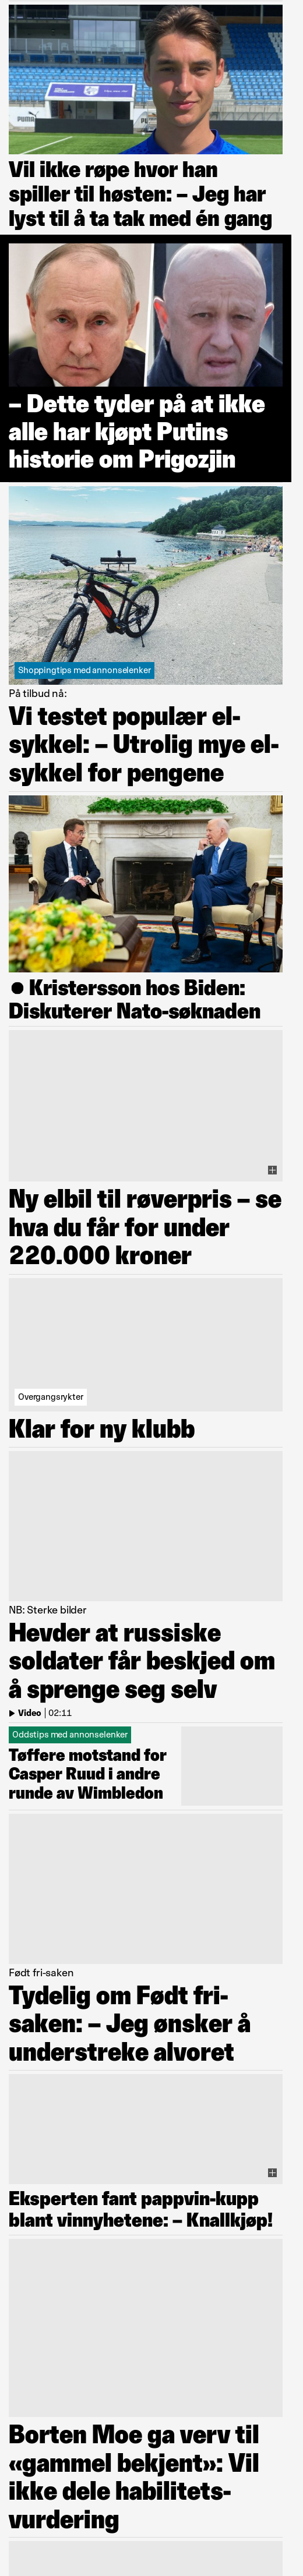 PUMA
Vil ikke røpe hvor han
spiller til høsten: – Jeg har
lyst til å ta tak med én gang
– Dette tyder på at ikke
alle har kjøpt Putins
historie om Prigozjin
Shoppingtips med annonselenker
På tilbud nå:
Vi testet populær el-
sykkel: – Utrolig mye el-
sykkel for pengene
Kristersson hos Biden:
Diskuterer Nato-søknaden
Ny elbil til røverpris – se
hva du får for under
220.000 kroner
Overgangsrykter
Klar for ny klubb
NB: Sterke bilder
Hevder at russiske
soldater får beskjed om
å sprenge seg selv
Video | 02:11
Oddstips med annonselenker
Tøffere motstand for
Casper Ruud i andre
runde av Wimbledon
Født fri-saken
Tydelig om Født fri-
saken: – Jeg ønsker å
understreke alvoret
Eksperten fant pappvin-kupp
blant vinnyhetene: – Knallkjøp!
Borten Moe ga verv til
«gammel bekjent»: Vil
ikke dele habilitets-
vurdering